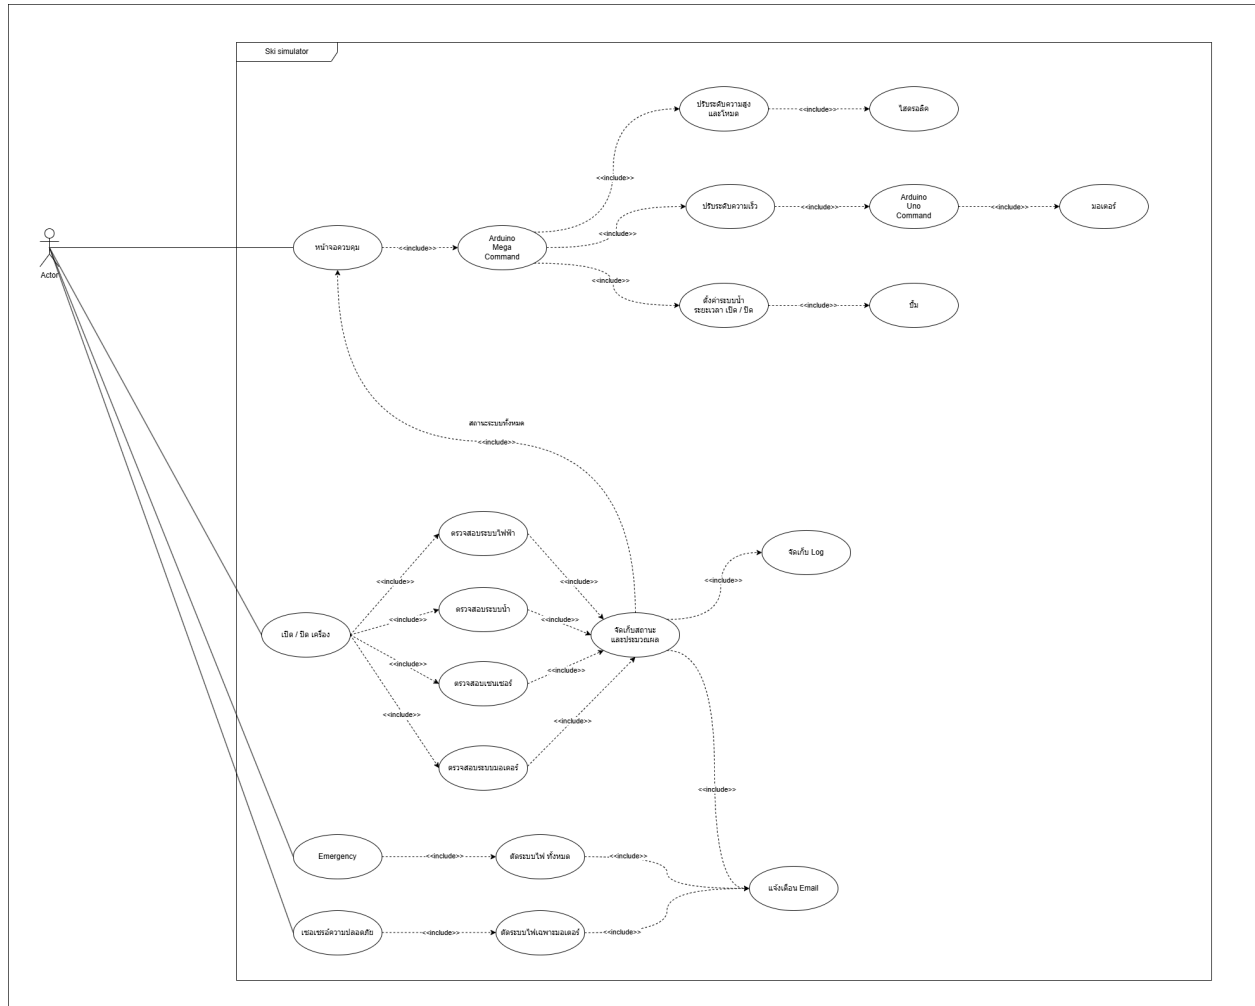 Ski simulator
ปรับระดับความสูง
และโหมด
<<include>>
ไฮดรอลิค
<<include>>
ปรับระดับความเร็ว
<<include>>
Arduino
Uno
Command
<<include>>
มอเตอร์
<<include>>
Actor
หน้าจอควบคุม
<<include>>
Arduino
Mega
Command
<<include>>
ตั้งค่าระบบน้ำ
ระยะเวลา เปิด / ปิด
<<include>>
ปั๊ม
สถานะระบบทั้งหมด
<<include>>
ตรวจสอบระบบไฟฟ้า
จัดเก็บ Log
<<include>>
<<include>>
<<include>>
ตรวจสอบระบบน้ำ
<<include>>
<<include>>
เปิด / ปิด เครื่อง
จัดเก็บสถานะ
และประมวณผล
<<include>>
<<include>>
ตรวจสอบเซนเซอร์
<<include>>
<<include>>
ตรวจสอบระบบมอเตอร์
<<include>>
Emergency
<<include>>
ตัดระบบไฟ ทั้งหมด
<<include>>
แจ้งเตือน Email
เซอเซรอ์ความปลอดภัย
<<include>>
ตัดระบบไฟเฉพาะมอเตอร์
<<include>>